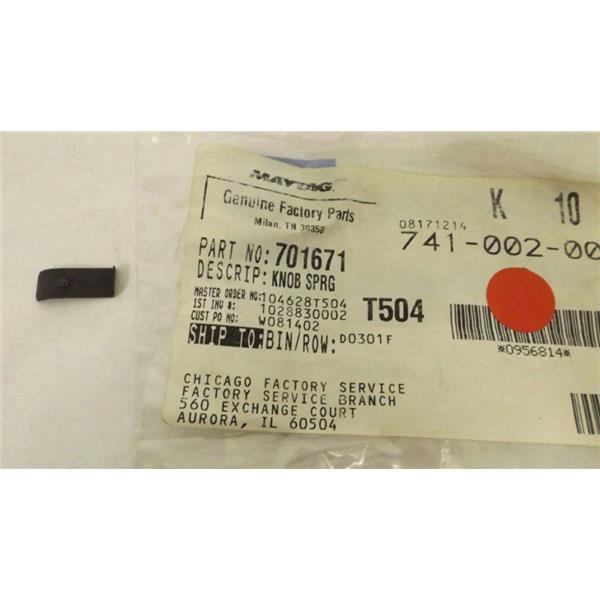 MAYTAG
Genuine Factory Parts
Milan, TN 38358
K 10
08171214
741-002-00
PART NO: 701671
DESCRIP: KNOB SPRG
MASTER ORDER NO: 104628T504
1ST INV #: 1028830002
T504
CUST PO NO: W081402
SHIP TO: BIN/ROW: D0301F
*0956814*
CHICAGO FACTORY SERVICE
FACTORY SERVICE BRANCH
560 EXCHANGE COURT
AURORA, IL 60504